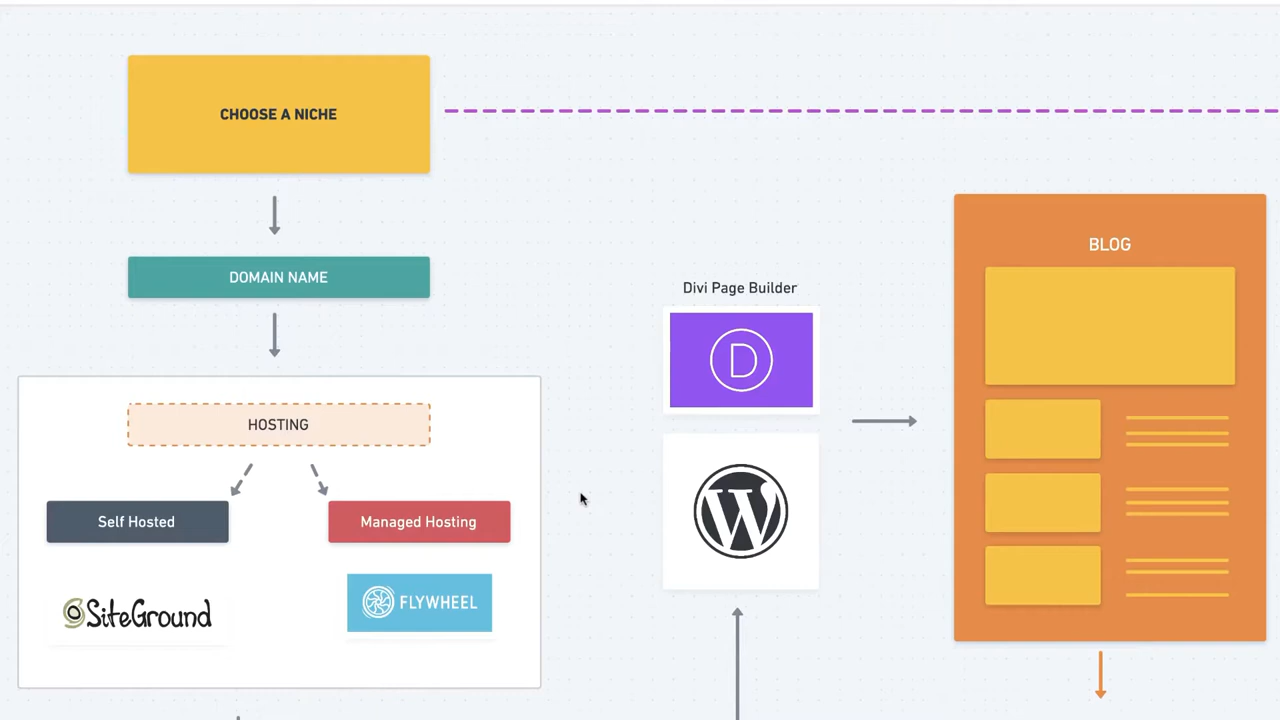 CHOOSE A NICHE
DOMAIN NAME
HOSTING
Self Hosted
Managed Hosting
SiteGround
FLYWHEEL
Divi Page Builder
D
W
BLOG